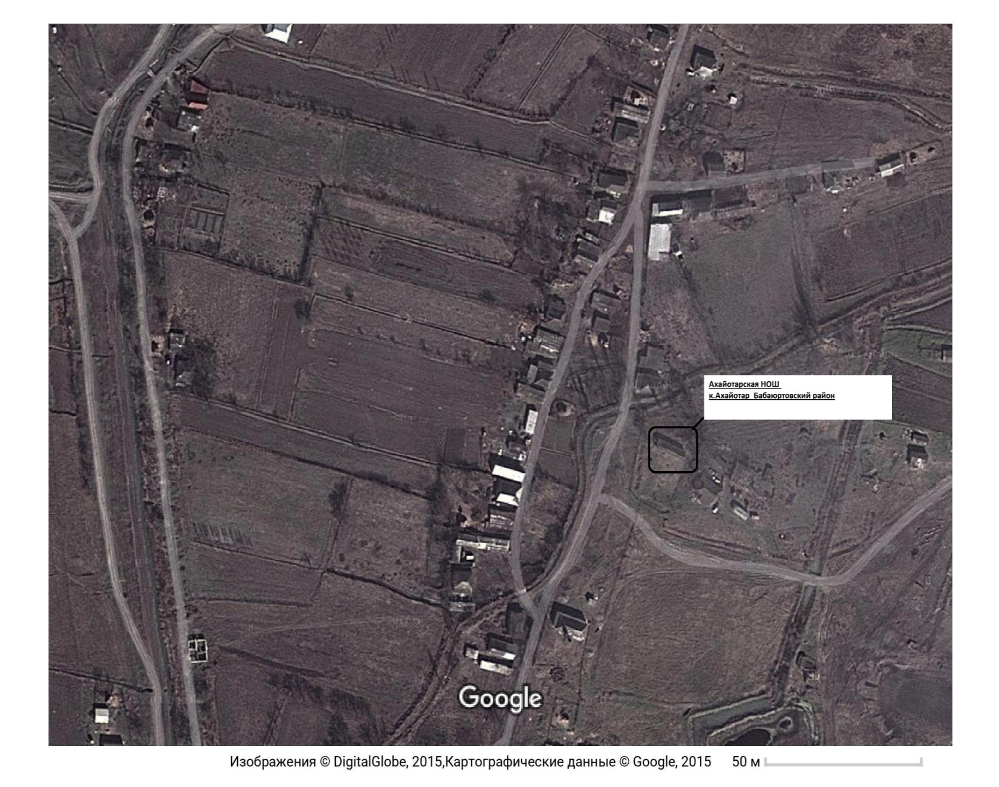 Ахайотарская НОШ
к.Ахайотар Бабаюртовский район
Google
Изображения © DigitalGlobe, 2015,Картографические данные © Google, 2015 50 м